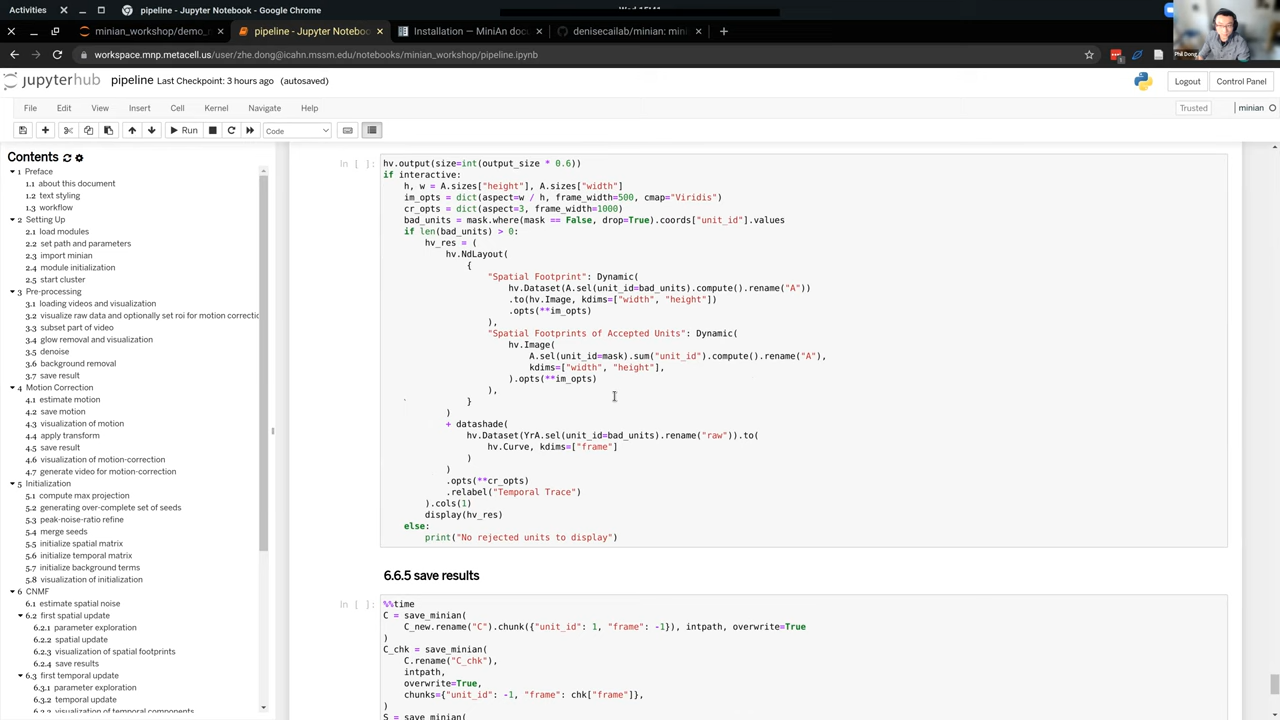 Activities
pipeline - Jupyter Notebook - Google Chrome
minian_workshop/demo_n
pipeline - Jupyter Notebo
Installation — MiniAn docu
denisecailab/minian: mini
workspace.mnp.metacell.us/user/zhe.dong@icahn.mssm.edu/notebooks/minian_workshop/pipeline.ipynb
jupyterhub pipeline Last Checkpoint: 3 hours ago (autosaved)
Logout
Control Panel
File Edit View Insert Cell Kernel Navigate Help
Trusted
minian
Run
Code
Contents
1 Preface
1.1 about this document
1.2 text styling
1.3 workflow
2 Setting Up
2.1 load modules
2.2 set path and parameters
2.3 import minian
2.4 module initialization
2.5 start cluster
3 Pre-processing
3.1 loading videos and visualization
3.2 visualize raw data and optionally set roi for motion correctio
3.3 subset part of video
3.4 glow removal and visualization
3.5 denoise
3.6 background removal
3.7 save result
4 Motion Correction
4.1 estimate motion
4.2 save motion
4.3 visualization of motion
4.4 apply transform
4.5 save result
4.6 visualization of motion-correction
4.7 generate video for motion-correction
5 Initialization
5.1 compute max projection
5.2 generating over-complete set of seeds
5.3 peak-noise-ratio refine
5.4 merge seeds
5.5 initialize spatial matrix
5.6 initialize temporal matrix
5.7 initialize background terms
5.8 visualization of initialization
6 CNMF
6.1 estimate spatial noise
6.2 first spatial update
6.2.1 parameter exploration
6.2.2 spatial update
6.2.3 visualization of spatial footprints
6.2.4 save results
6.3 first temporal update
6.3.1 parameter exploration
6.3.2 temporal update
6.3.3 visualization of temporal components
In [ ]:
hv.output(size=int(output_size * 0.6))
if interactive:
    h, w = A.sizes["height"], A.sizes["width"]
    im_opts = dict(aspect=w / h, frame_width=500, cmap="Viridis")
    cr_opts = dict(aspect=3, frame_width=1000)
    bad_units = mask.where(mask == False, drop=True).coords["unit_id"].values
    if len(bad_units) > 0:
        hv_res = (
            hv.NdLayout(
                {
                    "Spatial Footprint": Dynamic(
                        hv.Dataset(A.sel(unit_id=bad_units).compute().rename("A"))
                        .to(hv.Image, kdims=["width", "height"])
                        .opts(**im_opts)
                    ),
                    "Spatial Footprints of Accepted Units": Dynamic(
                        hv.Image(
                            A.sel(unit_id=mask).sum("unit_id").compute().rename("A"),
                            kdims=["width", "height"],
                        ).opts(**im_opts)
                    ),
                }
            )
            + datashade(
                hv.Dataset(YrA.sel(unit_id=bad_units).rename("raw")).to(
                    hv.Curve, kdims=["frame"]
                )
            )
            .opts(**cr_opts)
            .relabel("Temporal Trace")
        ).cols(1)
        display(hv_res)
    else:
        print("No rejected units to display")
6.6.5 save results
In [ ]:
%%time
C = save_minian(
    C_new.rename("C").chunk({"unit_id": 1, "frame": -1}), intpath, overwrite=True
)
C_chk = save_minian(
    C.rename("C_chk"),
    intpath,
    overwrite=True,
    chunks={"unit_id": -1, "frame": chk["frame"]},
)
S = save_minian(